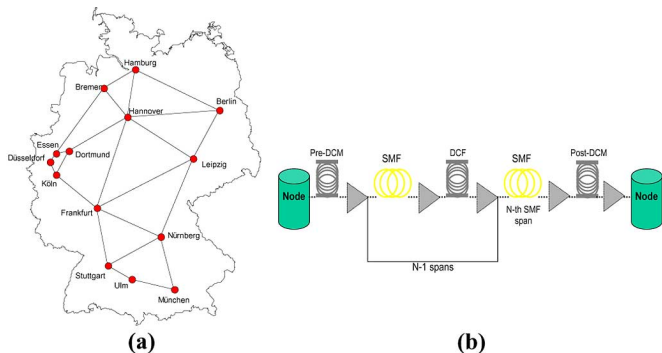 Hamburg
Bremen
Berlin
Hannover
Essen
Düsseldorf
Dortmund
Köln
Leipzig
Frankfurt
Nürnberg
Stuttgart
Ulm
München
(a)
Pre-DCM
SMF
DCF
SMF
Post-DCM
Node
N-th SMF
span
Node
N-1 spans
(b)